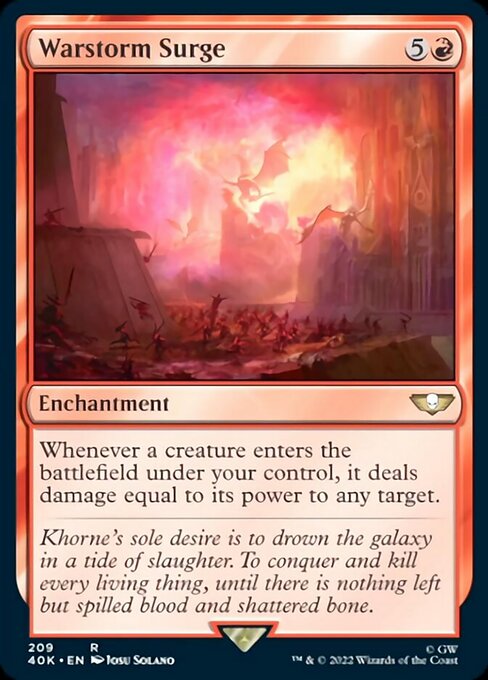 Warstorm Surge 5
Enchantment
Whenever a creature enters the
battlefield under your control, it deals
damage equal to its power to any target.
Khorne's sole desire is to drown the galaxy
in a tide of slaughter. To conquer and kill
every living thing, until there is nothing left
but spilled blood and shattered bone.
209 R © GW
40K • EN Josu Solano ™ & © 2022 Wizards of the Coast